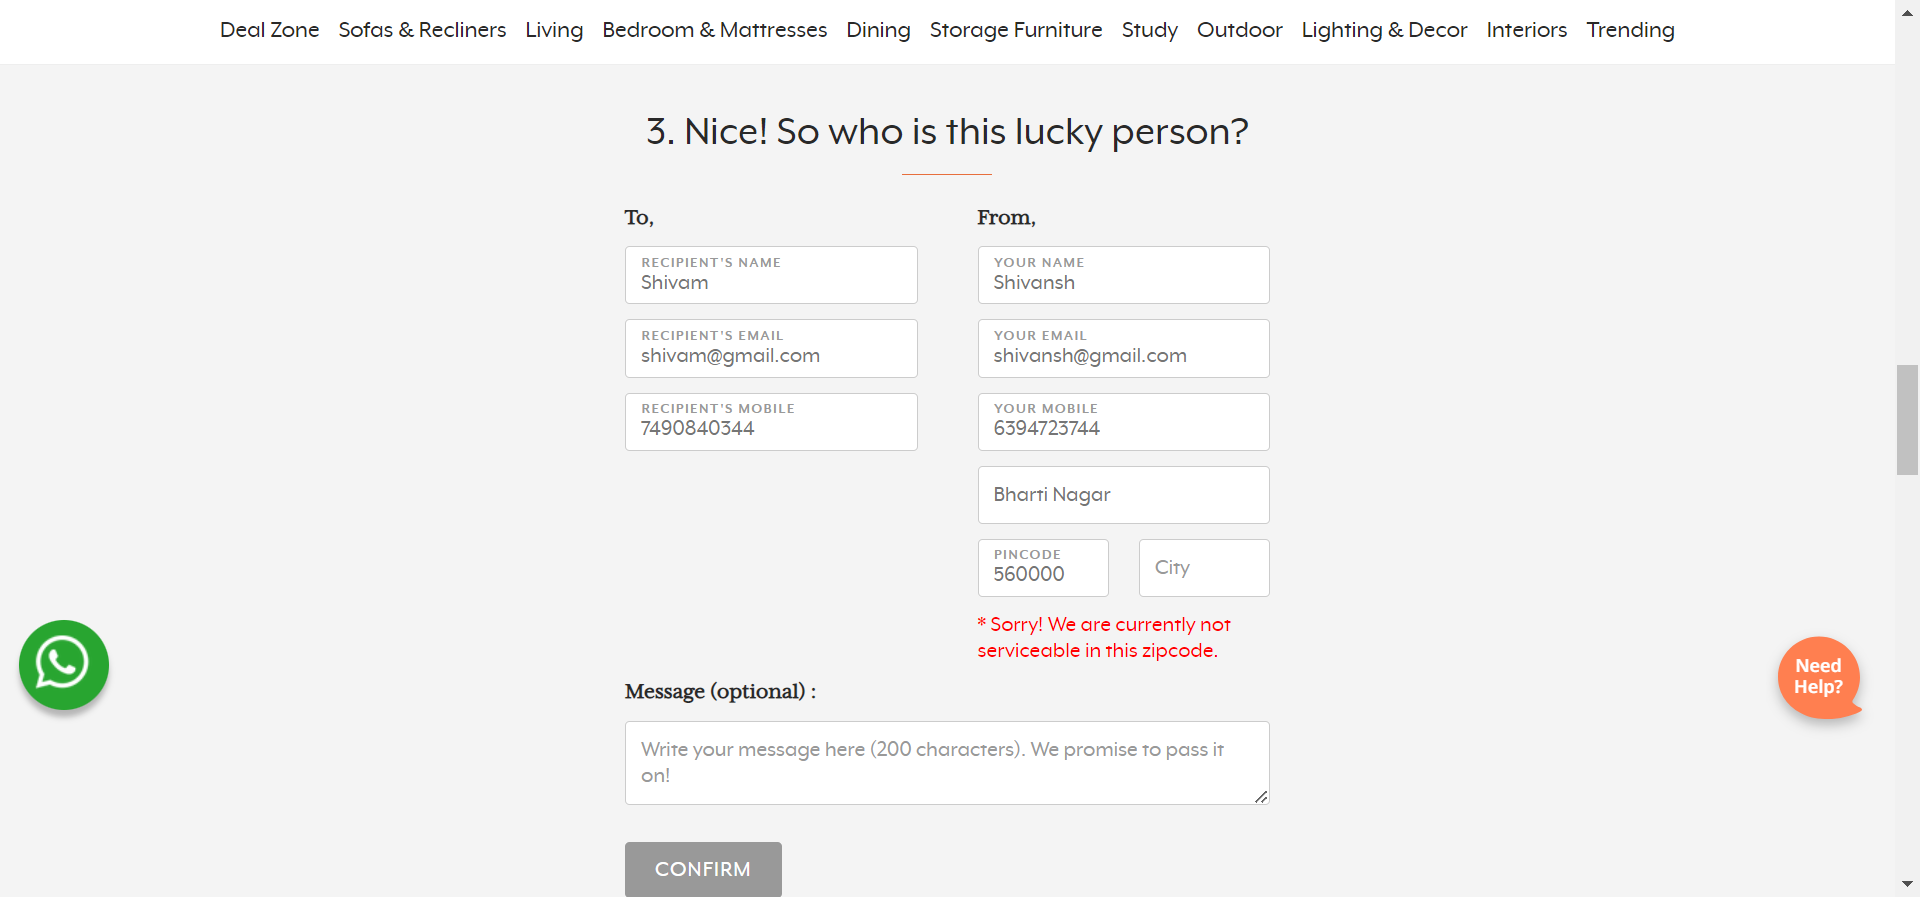 Deal Zone Sofas & Recliners Living Bedroom & Mattresses Dining Storage Furniture Study Outdoor Lighting & Decor Interiors Trending
3. Nice! So who is this lucky person?
To,
RECIPIENT'S NAME
Shivam
RECIPIENT'S EMAIL
shivam@gmail.com
RECIPIENT'S MOBILE
7490840344
From,
YOUR NAME
Shivansh
YOUR EMAIL
shivansh@gmail.com
YOUR MOBILE
6394723744
Bharti Nagar
PINCODE
560000
City
* Sorry! We are currently not
serviceable in this zipcode.
Message (optional) :
Write your message here (200 characters). We promise to pass it
on!
CONFIRM
Need
Help?